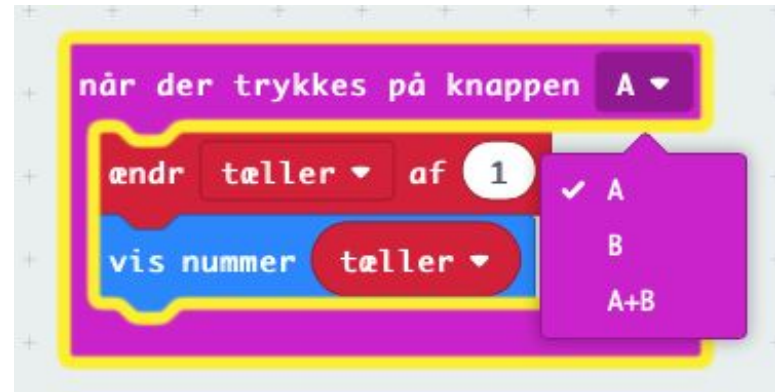 når der trykkes på knappen A
ændr tæller af 1
vis nummer tæller
A
B
A+B